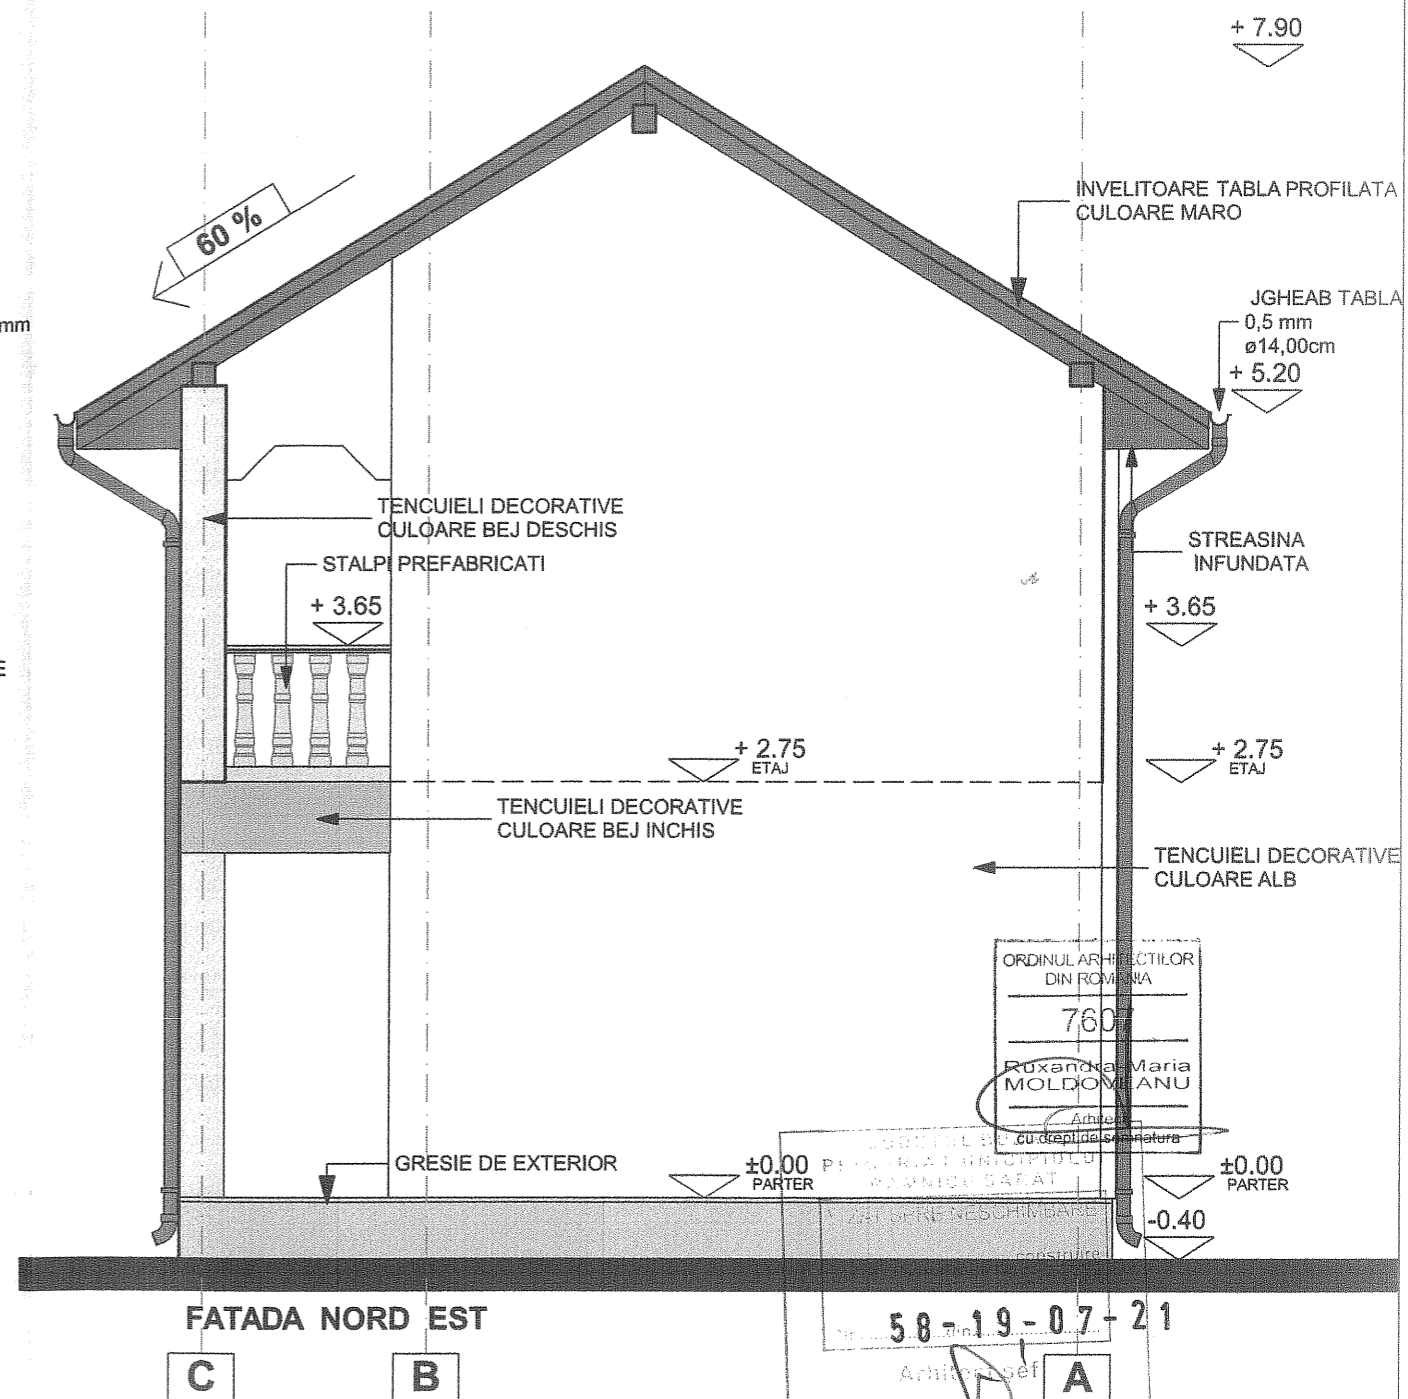 + 7.90
INVELITOARE TABLA PROFILATA
CULOARE MARO
60 %
JGHEAB TABLA
0,5 mm
ø14,00cm
mm
+ 5.20
TENCUIELI DECORATIVE
CULOARE BEJ DESCHIS
STREASINA
INFUNDATA
STALPI PREFABRICATI
+ 3.65
+ 3.65
E
+ 2.75
ETAJ
+ 2.75
ETAJ
TENCUIELI DECORATIVE
CULOARE BEJ INCHIS
TENCUIELI DECORATIVE
CULOARE ALB
ORDINUL ARHITECTILOR
DIN ROMANIA
7607
Ruxandra Maria
MOLDOVEANU
Arhitect
cu drept de semnatura
GRESIE DE EXTERIOR
±0.00
PARTER
±0.00
PARTER
-0.40
NESCHIMBARE
construire
FATADA NORD EST
58-19-07-21
Arhitect sef
C
B
A